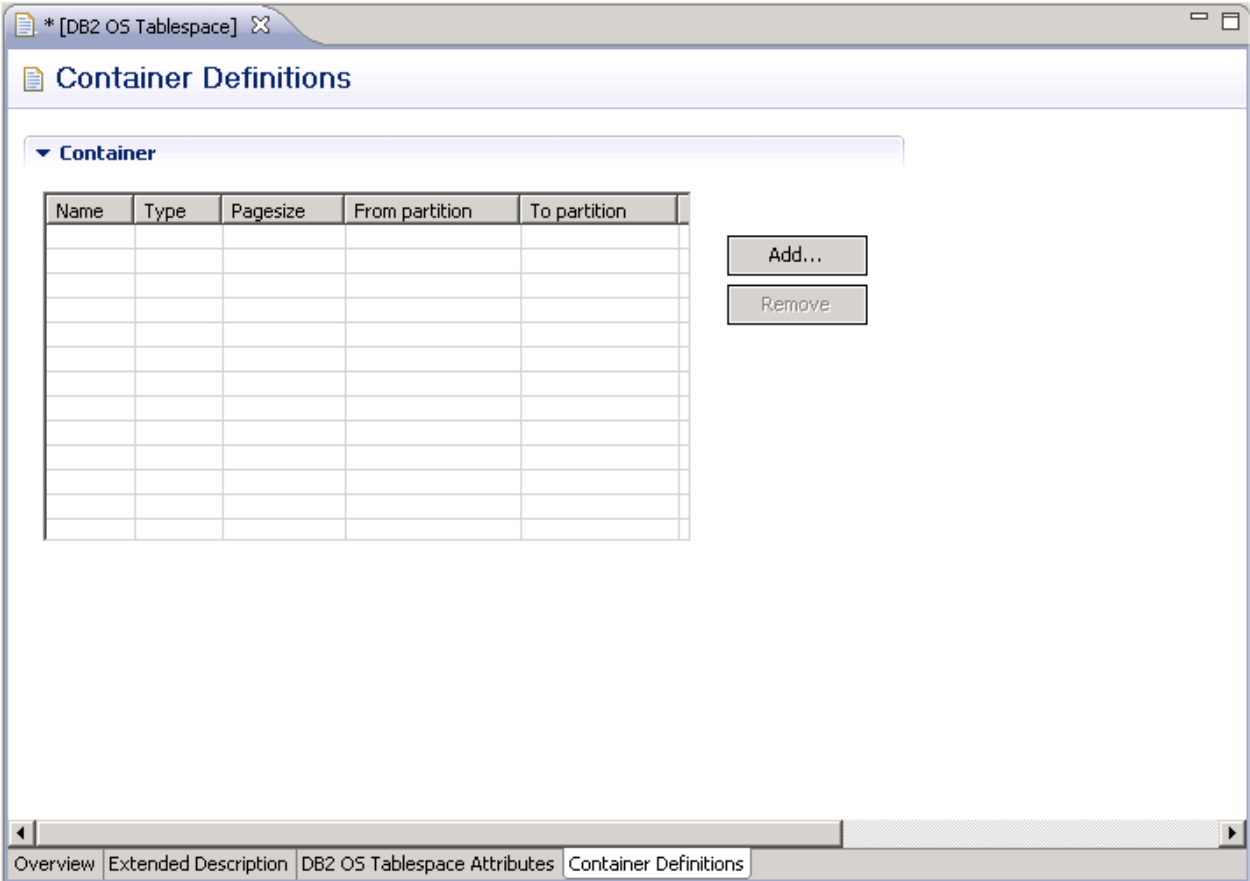 * [DB2 OS Tablespace]
Container Definitions
Container
Name Type Pagesize From partition To partition
Add...
Remove
Overview Extended Description DB2 OS Tablespace Attributes Container Definitions